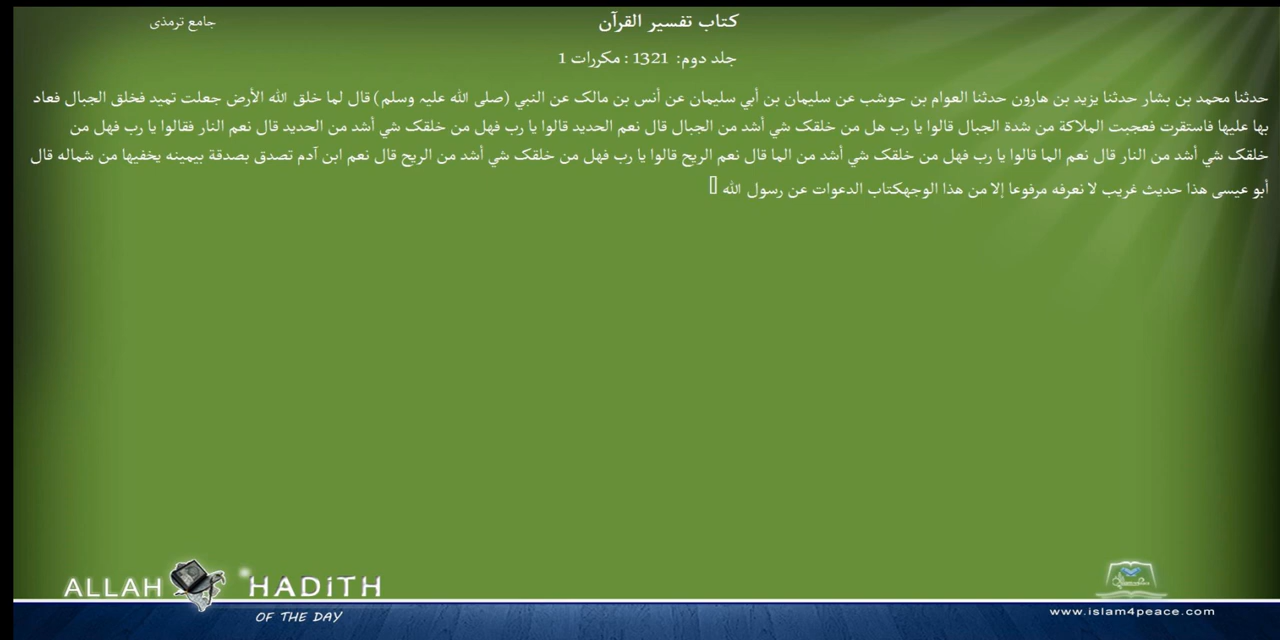 جامع ترمذی
کتاب تفسیر القرآن
جلد دوم: 1321 : مکررات 1
حدثنا محمد بن بشار حدثنا يزيد بن هارون حدثنا العوام بن حوشب عن سليمان بن أبي سليمان عن أنس بن مالک عن النبي (صلی الله عليہ وسلم) قال لما خلق الله الأرض جعلت تميد فخلق الجبال فعاد
بها عليها فاستقرت فعجبت الملاکة من شدة الجبال قالوا يا رب هل من خلقک شي أشد من الجبال قال نعم الحديد قالوا يا رب فهل من خلقک شي أشد من الحديد قال نعم النار فقالوا يا رب فهل من
خلقک شي أشد من النار قال نعم الما قالوا يا رب فهل من خلقک شي أشد من الما قال نعم الريح قالوا يا رب فهل من خلقک شي أشد من الريح قال نعم ابن آدم تصدق بصدقة بيمينه يخفيها من شماله قال
أبو عيسی هذا حديث غريب لا نعرفه مرفوعا إلا من هذا الوجهکتاب الدعوات عن رسول الله
ALLAH HADiTH
OF THE DAY
www.islam4peace.com